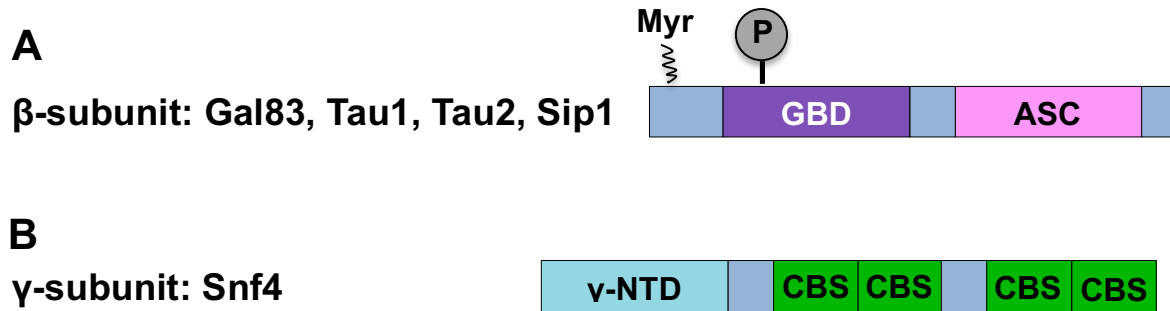 A
Myr
P
β-subunit: Gal83, Tau1, Tau2, Sip1
GBD
ASC
B
γ-subunit: Snf4
γ-NTD
CBS
CBS
CBS
CBS